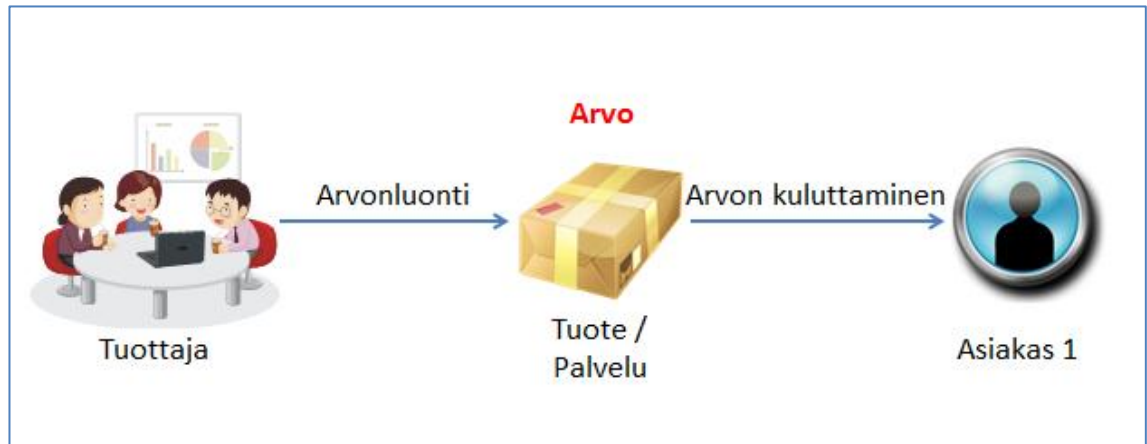 Arvo
Arvonluonti
Arvon kuluttaminen
Tuottaja
Tuote /
Palvelu
Asiakas 1